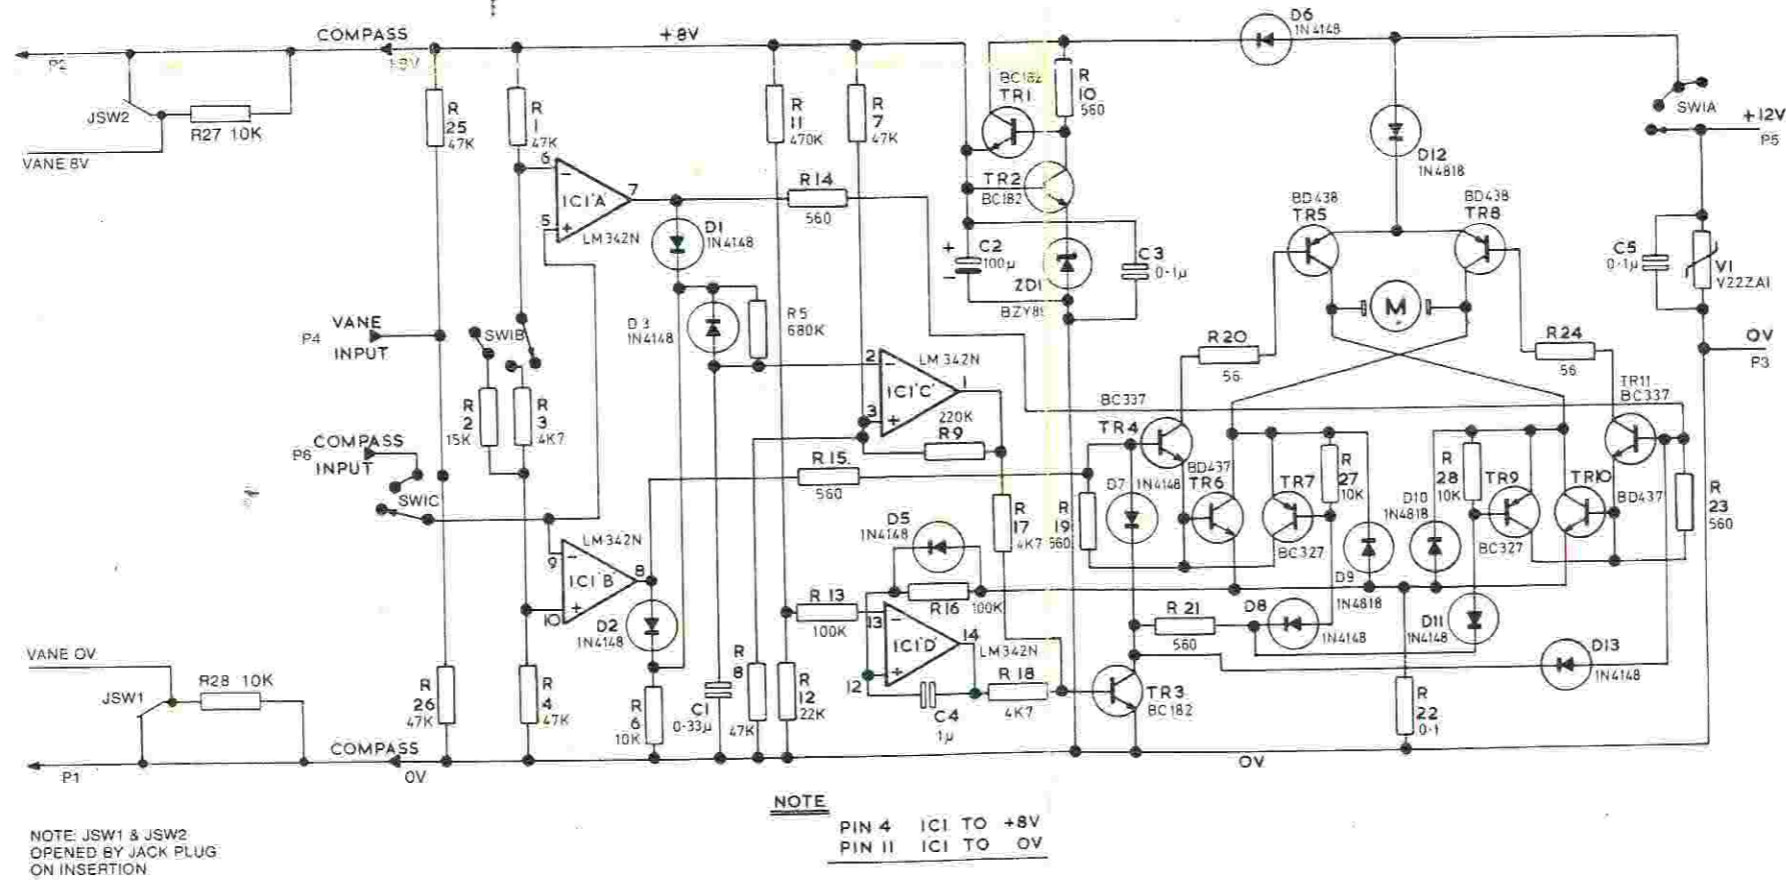 COMPASS
+8V
P2
+8V
JSW2
R27 10K
VANE 8V
R
25
47K
R
1
47K
R
11
470K
R
7
47K
BC182
TR1
R
10
560
D6
1N4148
SW1A
+12V
P5
D12
1N4818
6
-
IC1'A'
7
5
+
LM342N
D1
1N4148
R14
560
TR2
BC182
+
C2
100µ
-
ZD1
BZY88
C3
0·1µ
BD438
TR5
BD438
TR8
C5
0·1µ
V1
V22ZA1
M
D3
1N4148
R5
680K
P4
VANE
INPUT
SW1B
R
2
15K
R
3
4K7
2
-
LM342N
IC1'C'
1
3
+
220K
R9
R20
56
R24
56
0V
P3
COMPASS
P6
INPUT
SW1C
BC337
TR4
TR11
BC337
R15
560
LM342N
9
-
IC1'B'
8
+
10
D5
1N4148
R
17
4K7
R
19
560
D7
1N4148
BD437
TR6
TR7
BC327
R
27
10K
R
28
10K
D10
1N4818
TR9
BC327
TR10
BD437
R
23
560
D9
1N4818
D2
1N4148
R13
100K
R16
100K
13
-
IC1'D'
14
+
12
LM342N
R 21
560
D8
1N4148
D11
1N4148
D13
1N4148
VANE 0V
R28 10K
JSW1
R
26
47K
R
4
47K
R
6
10K
C1
0·33µ
R
8
47K
R
12
22K
C4
1µ
R 18
4K7
TR3
BC182
R
22
0·1
COMPASS
P1
0V
0V
NOTE
PIN 4 IC1 TO +8V
PIN 11 IC1 TO 0V
NOTE: JSW1 & JSW2
OPENED BY JACK PLUG
ON INSERTION